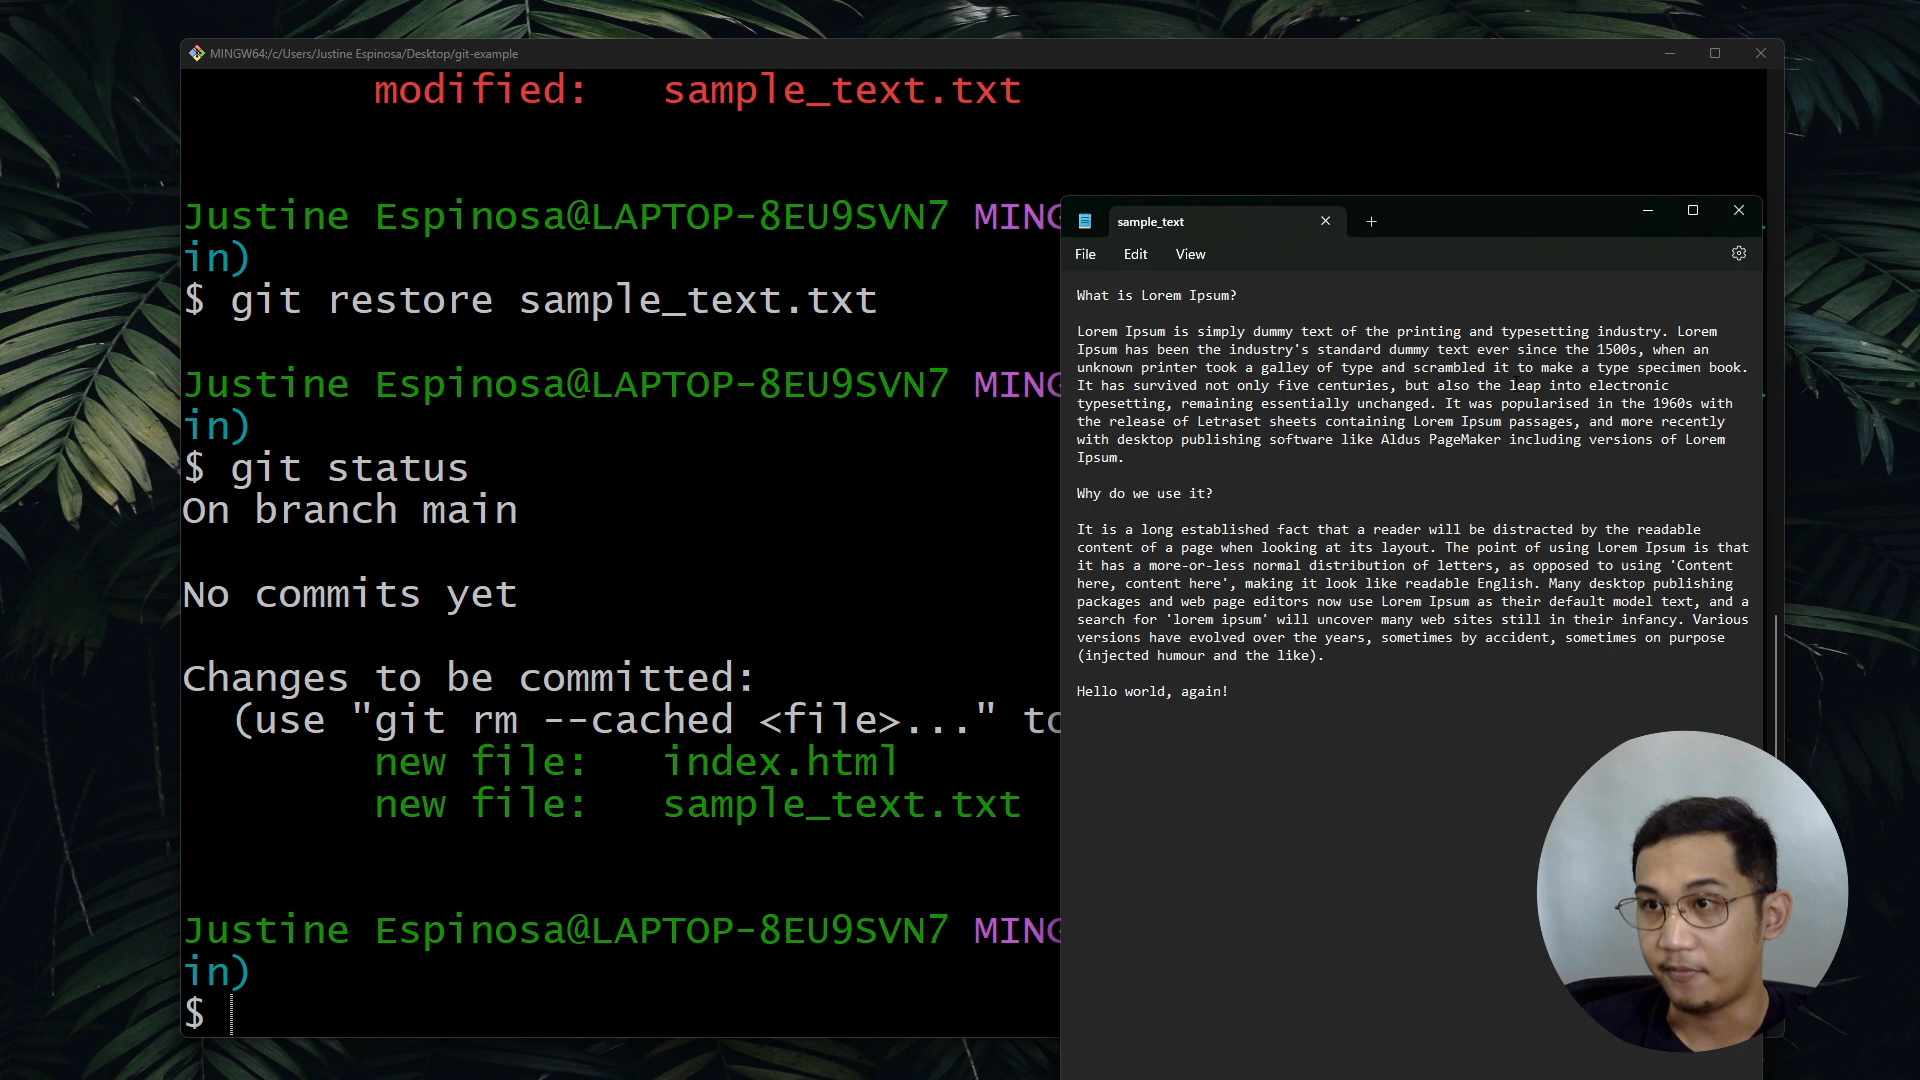 MINGW64:/c/Users/Justine Espinosa/Desktop/git-example
modified:   sample_text.txt
Justine Espinosa@LAPTOP-8EU9SVN7 MING
in)
$ git restore sample_text.txt
Justine Espinosa@LAPTOP-8EU9SVN7 MING
in)
$ git status
On branch main
No commits yet
Changes to be committed:
(use "git rm --cached <file>..." to
new file:   index.html
new file:   sample_text.txt
Justine Espinosa@LAPTOP-8EU9SVN7 MING
in)
$
sample_text
File Edit View
What is Lorem Ipsum?
Lorem Ipsum is simply dummy text of the printing and typesetting industry. Lorem
Ipsum has been the industry's standard dummy text ever since the 1500s, when an
unknown printer took a galley of type and scrambled it to make a type specimen book.
It has survived not only five centuries, but also the leap into electronic
typesetting, remaining essentially unchanged. It was popularised in the 1960s with
the release of Letraset sheets containing Lorem Ipsum passages, and more recently
with desktop publishing software like Aldus PageMaker including versions of Lorem
Ipsum.
Why do we use it?
It is a long established fact that a reader will be distracted by the readable
content of a page when looking at its layout. The point of using Lorem Ipsum is that
it has a more-or-less normal distribution of letters, as opposed to using 'Content
here, content here', making it look like readable English. Many desktop publishing
packages and web page editors now use Lorem Ipsum as their default model text, and a
search for 'lorem ipsum' will uncover many web sites still in their infancy. Various
versions have evolved over the years, sometimes by accident, sometimes on purpose
(injected humour and the like).
Hello world, again!